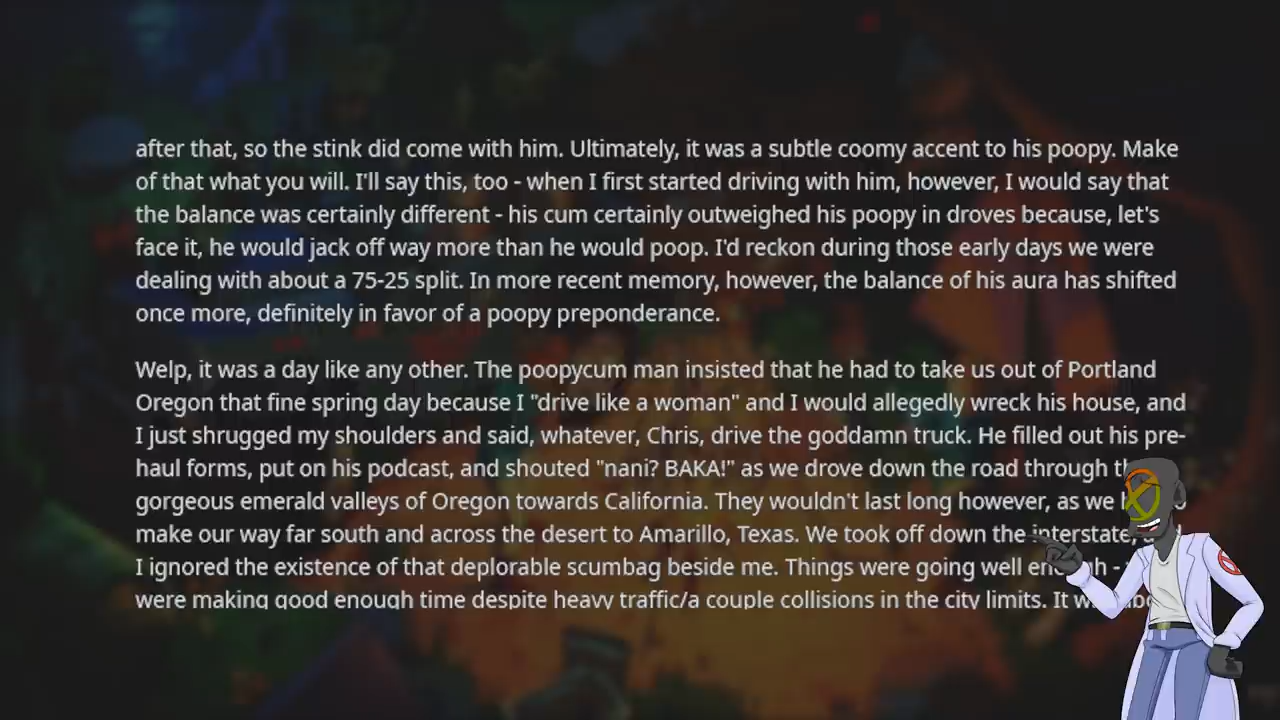 after that, so the stink did come with him. Ultimately, it was a subtle coomy accent to his poopy. Make
of that what you will. I'll say this, too - when I first started driving with him, however, I would say that
the balance was certainly different - his cum certainly outweighed his poopy in droves because, let's
face it, he would jack off way more than he would poop. I'd reckon during those early days we were
dealing with about a 75-25 split. In more recent memory, however, the balance of his aura has shifted
once more, definitely in favor of a poopy preponderance.
Welp, it was a day like any other. The poopycum man insisted that he had to take us out of Portland
Oregon that fine spring day because I "drive like a woman" and I would allegedly wreck his house, and
I just shrugged my shoulders and said, whatever, Chris, drive the goddamn truck. He filled out his pre-
haul forms, put on his podcast, and shouted "nani? BAKA!" as we drove down the road through
gorgeous emerald valleys of Oregon towards California. They wouldn't last long however, as we
make our way far south and across the desert to Amarillo, Texas. We took off down the interstate,
I ignored the existence of that deplorable scumbag beside me. Things were going well -
were making good enough time despite heavy traffic/a couple collisions in the city limits. It